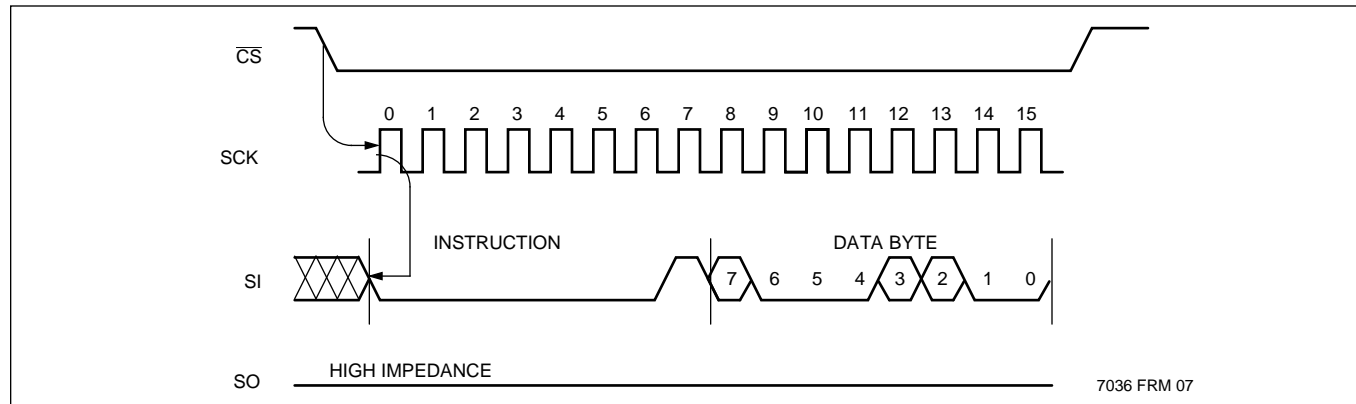 CS
0 1 2 3 4 5 6 7 8 9 10 11 12 13 14 15
SCK
INSTRUCTION DATA BYTE
SI 7 6 5 4 3 2 1 0
HIGH IMPEDANCE
SO
7036 FRM 07